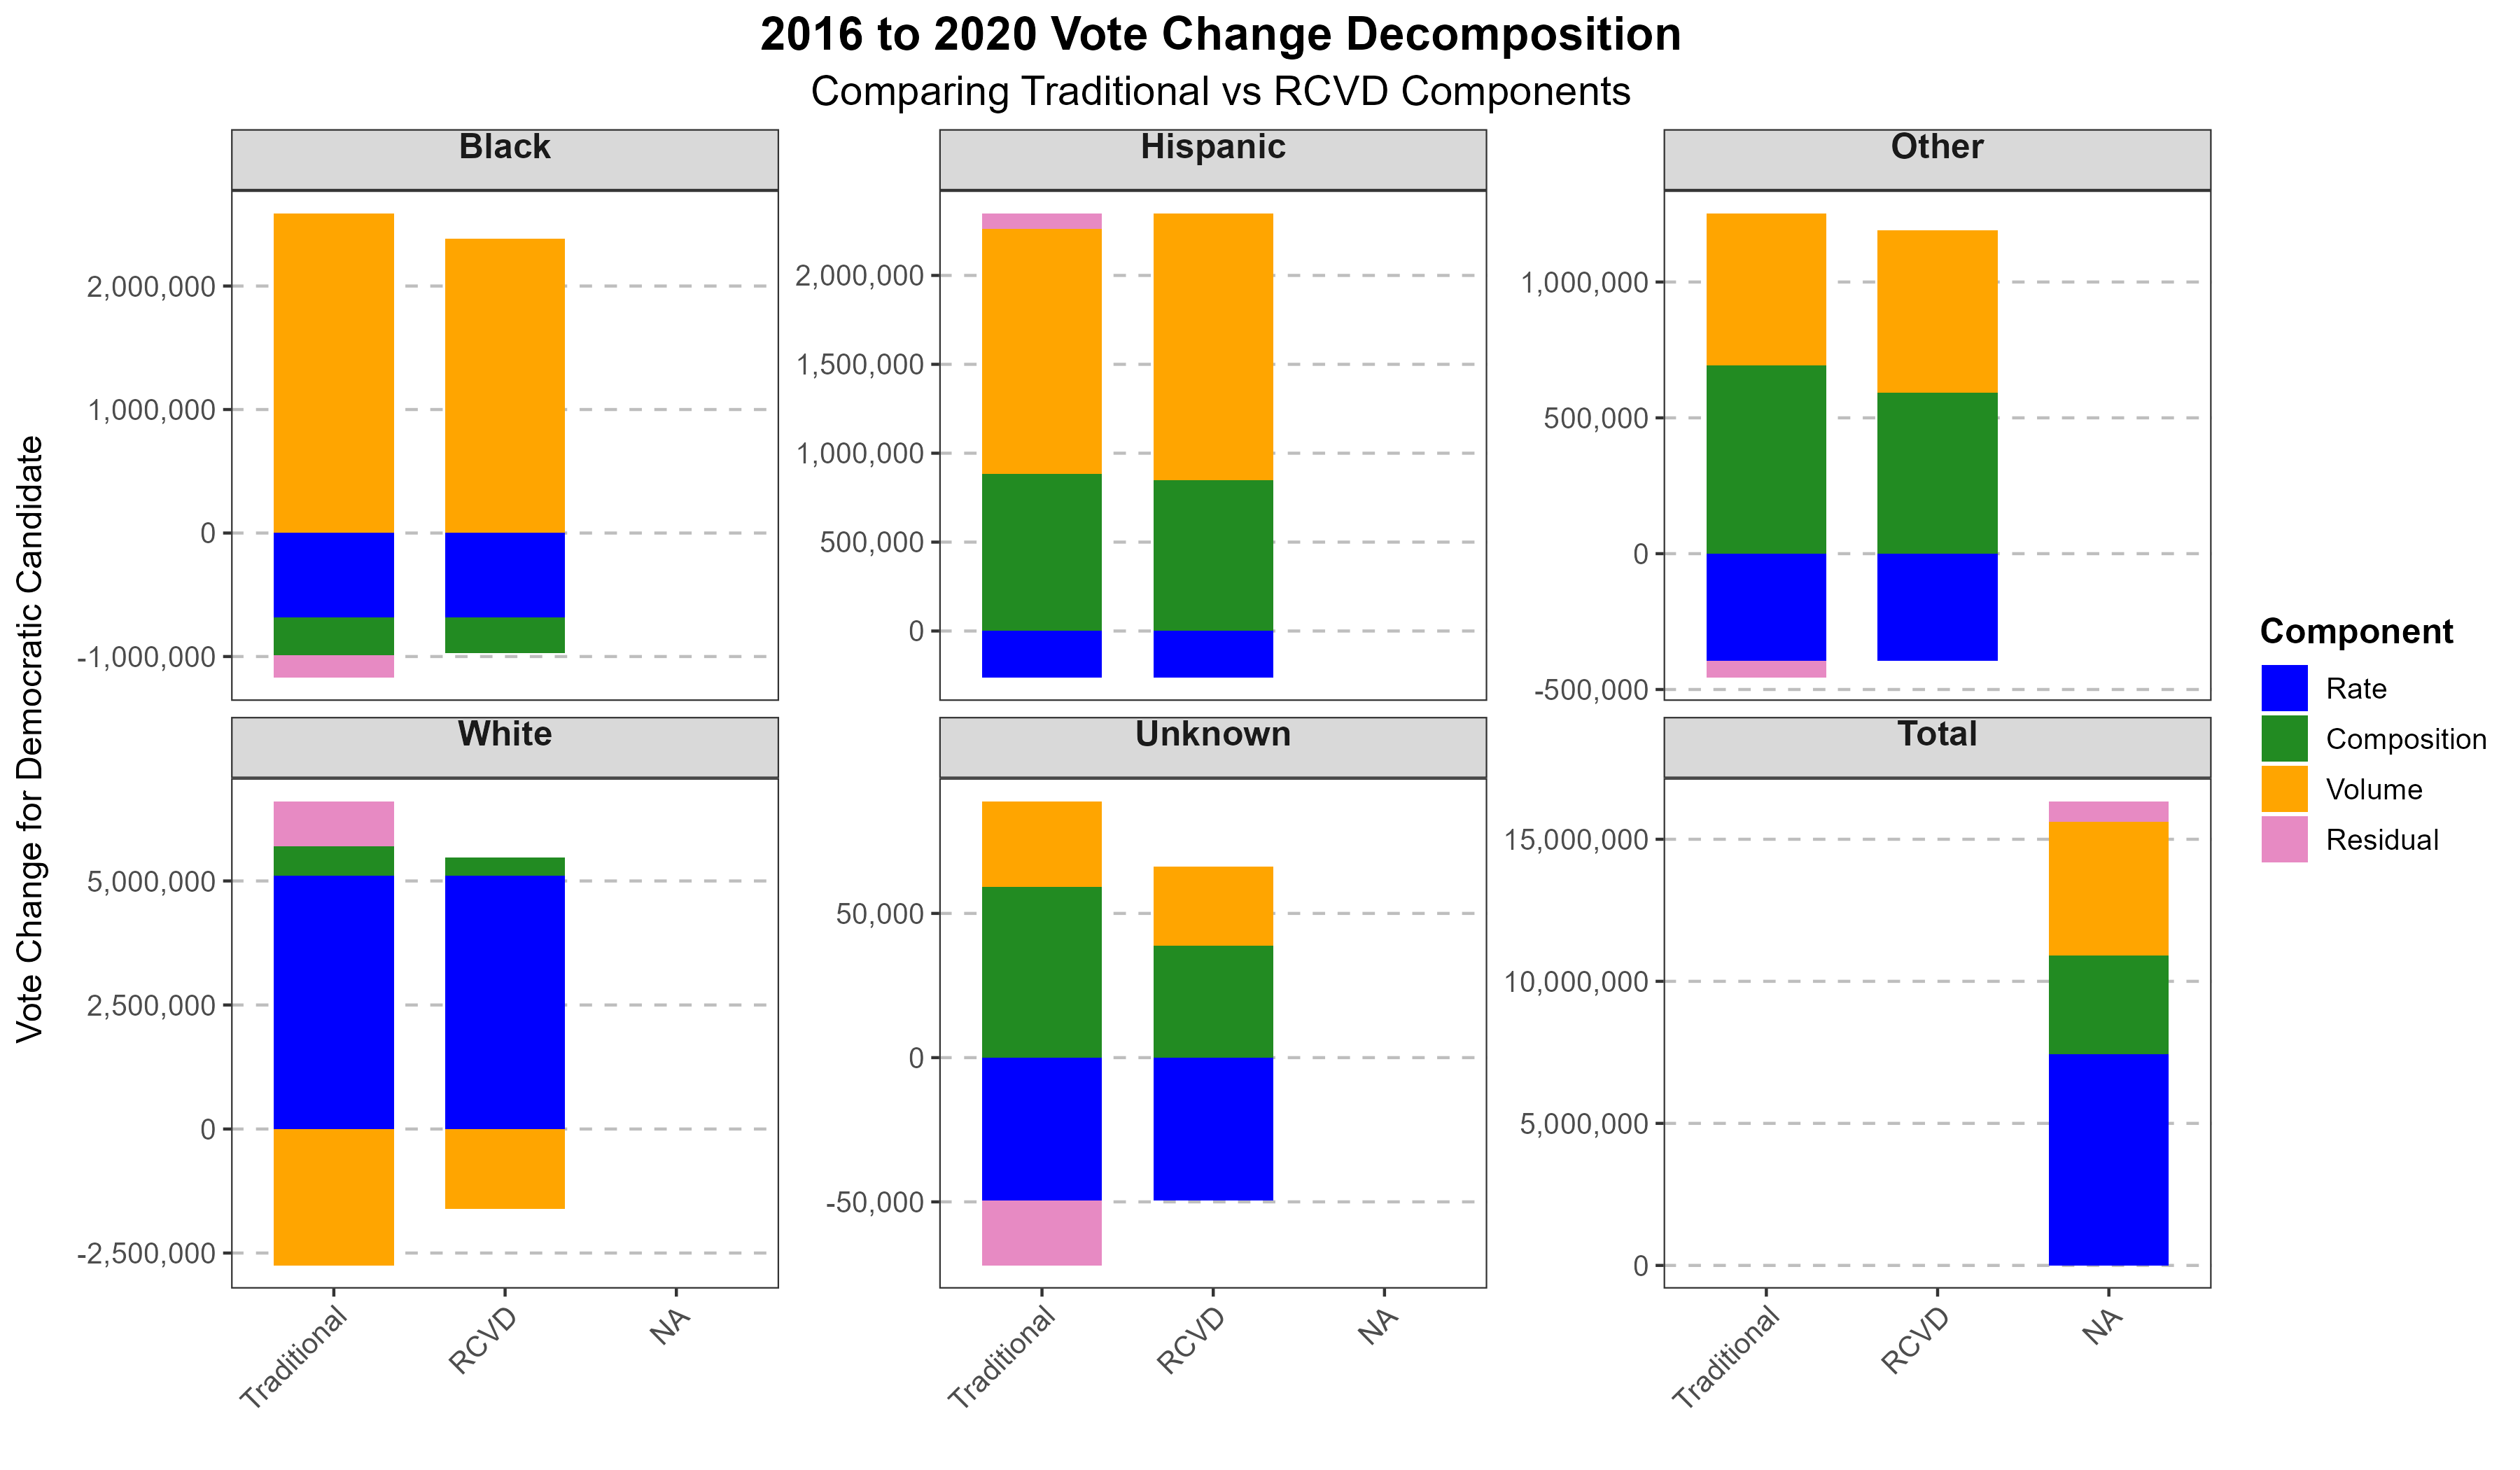 2016 to 2020 Vote Change Decomposition
Comparing Traditional vs RCVD Components
Vote Change for Democratic Candidate
Black
2,000,000
1,000,000
0
-1,000,000
Hispanic
2,000,000
1,500,000
1,000,000
500,000
0
Other
1,000,000
500,000
0
-500,000
White
5,000,000
2,500,000
0
-2,500,000
Traditional
RCVD
NA
Unknown
50,000
0
-50,000
Traditional
RCVD
NA
Total
15,000,000
10,000,000
5,000,000
0
Traditional
RCVD
NA
Component
Rate
Composition
Volume
Residual